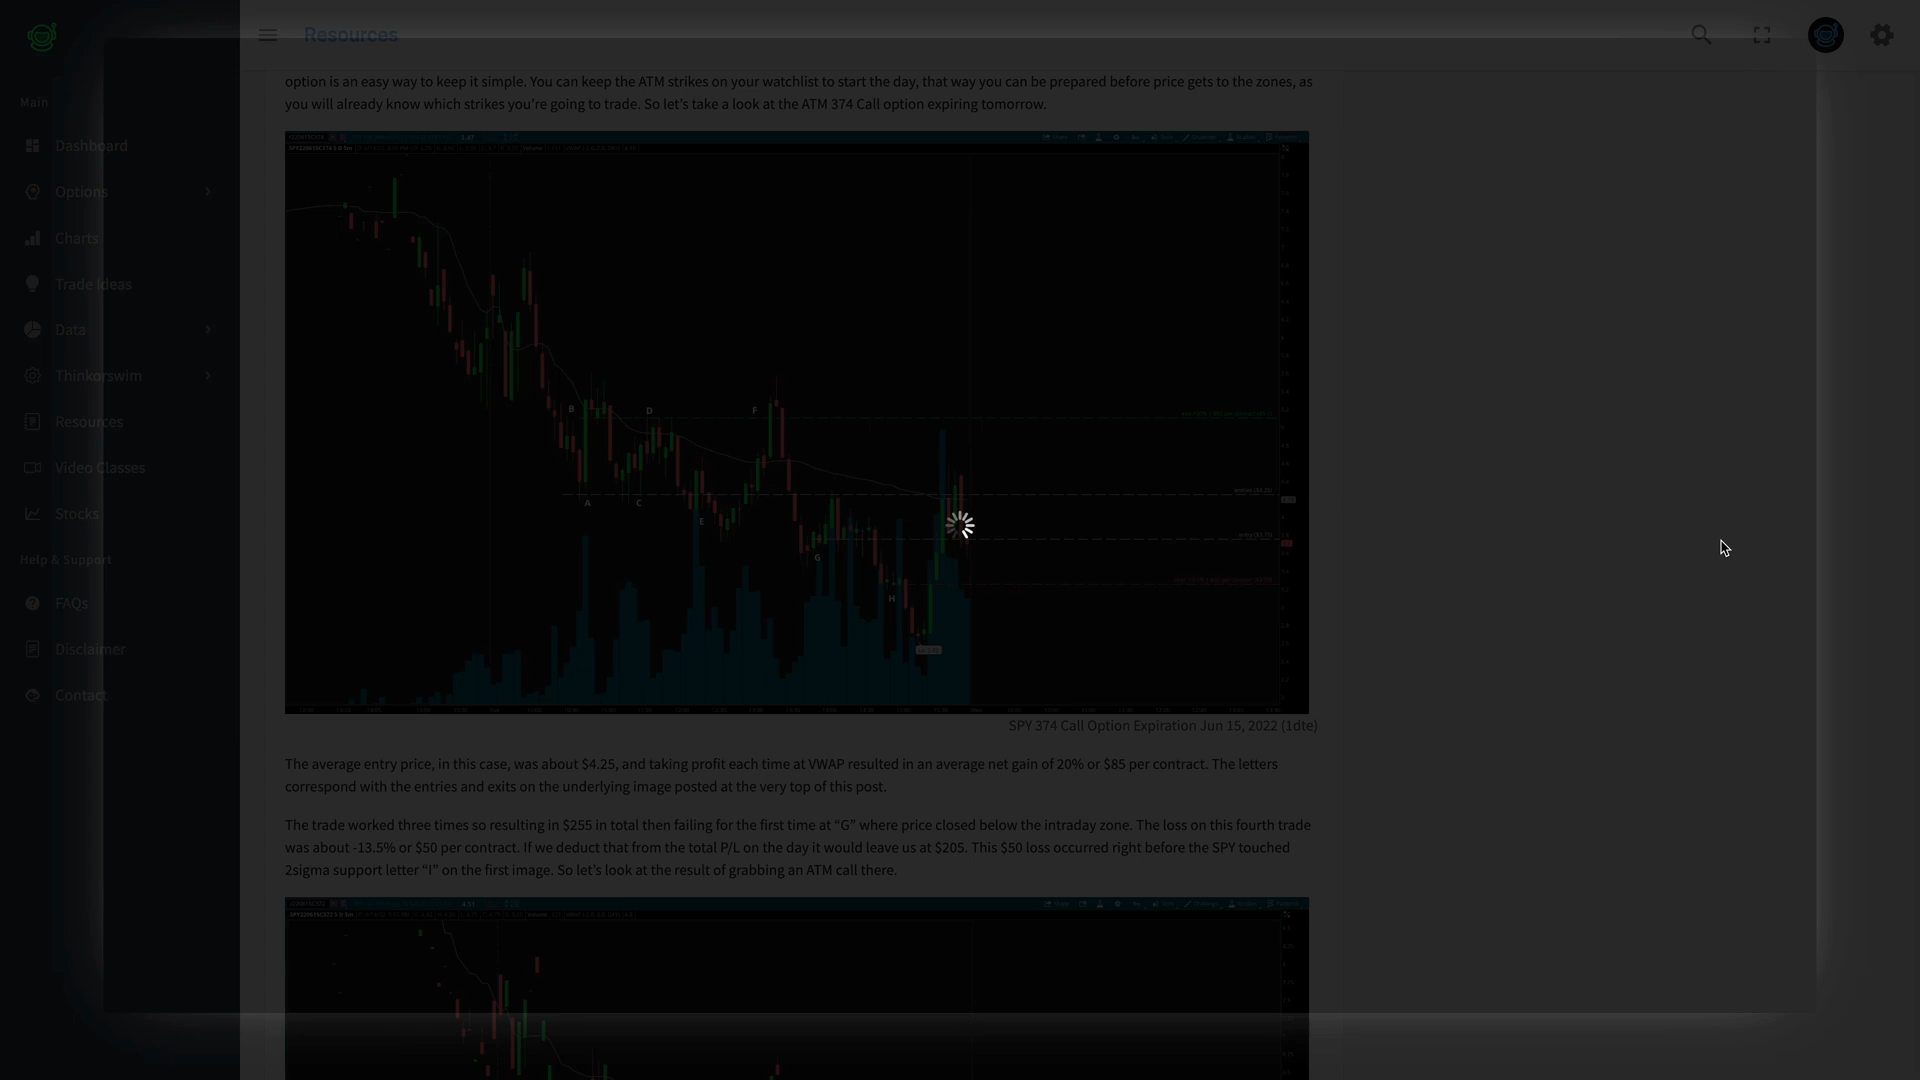 Resources
Main
Dashboard
Options
Charts
Trade Ideas
Data
Thinkorswim
Resources
Video Classes
Stocks
Help & Support
FAQs
Disclaimer
Contact
option is an easy way to keep it simple. You can keep the ATM strikes on your watchlist to start the day, that way you can be prepared before price gets to the zones, as
you will already know which strikes you’re going to trade. So let’s take a look at the ATM 374 Call option expiring tomorrow.
B
D
F
A
C
E
G
H
SPY 374 Call Option Expiration Jun 15, 2022 (1dte)
The average entry price, in this case, was about $4.25, and taking profit each time at VWAP resulted in an average net gain of 20% or $85 per contract. The letters
correspond with the entries and exits on the underlying image posted at the very top of this post.
The trade worked three times so resulting in $255 in total then failing for the first time at “G” where price closed below the intraday zone. The loss on this fourth trade
was about -13.5% or $50 per contract. If we deduct that from the total P/L on the day it would leave us at $205. This $50 loss occurred right before the SPY touched
2sigma support letter “I” on the first image. So let’s look at the result of grabbing an ATM call there.